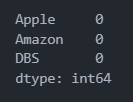 Apple     0
Amazon    0
DBS       0
dtype: int64